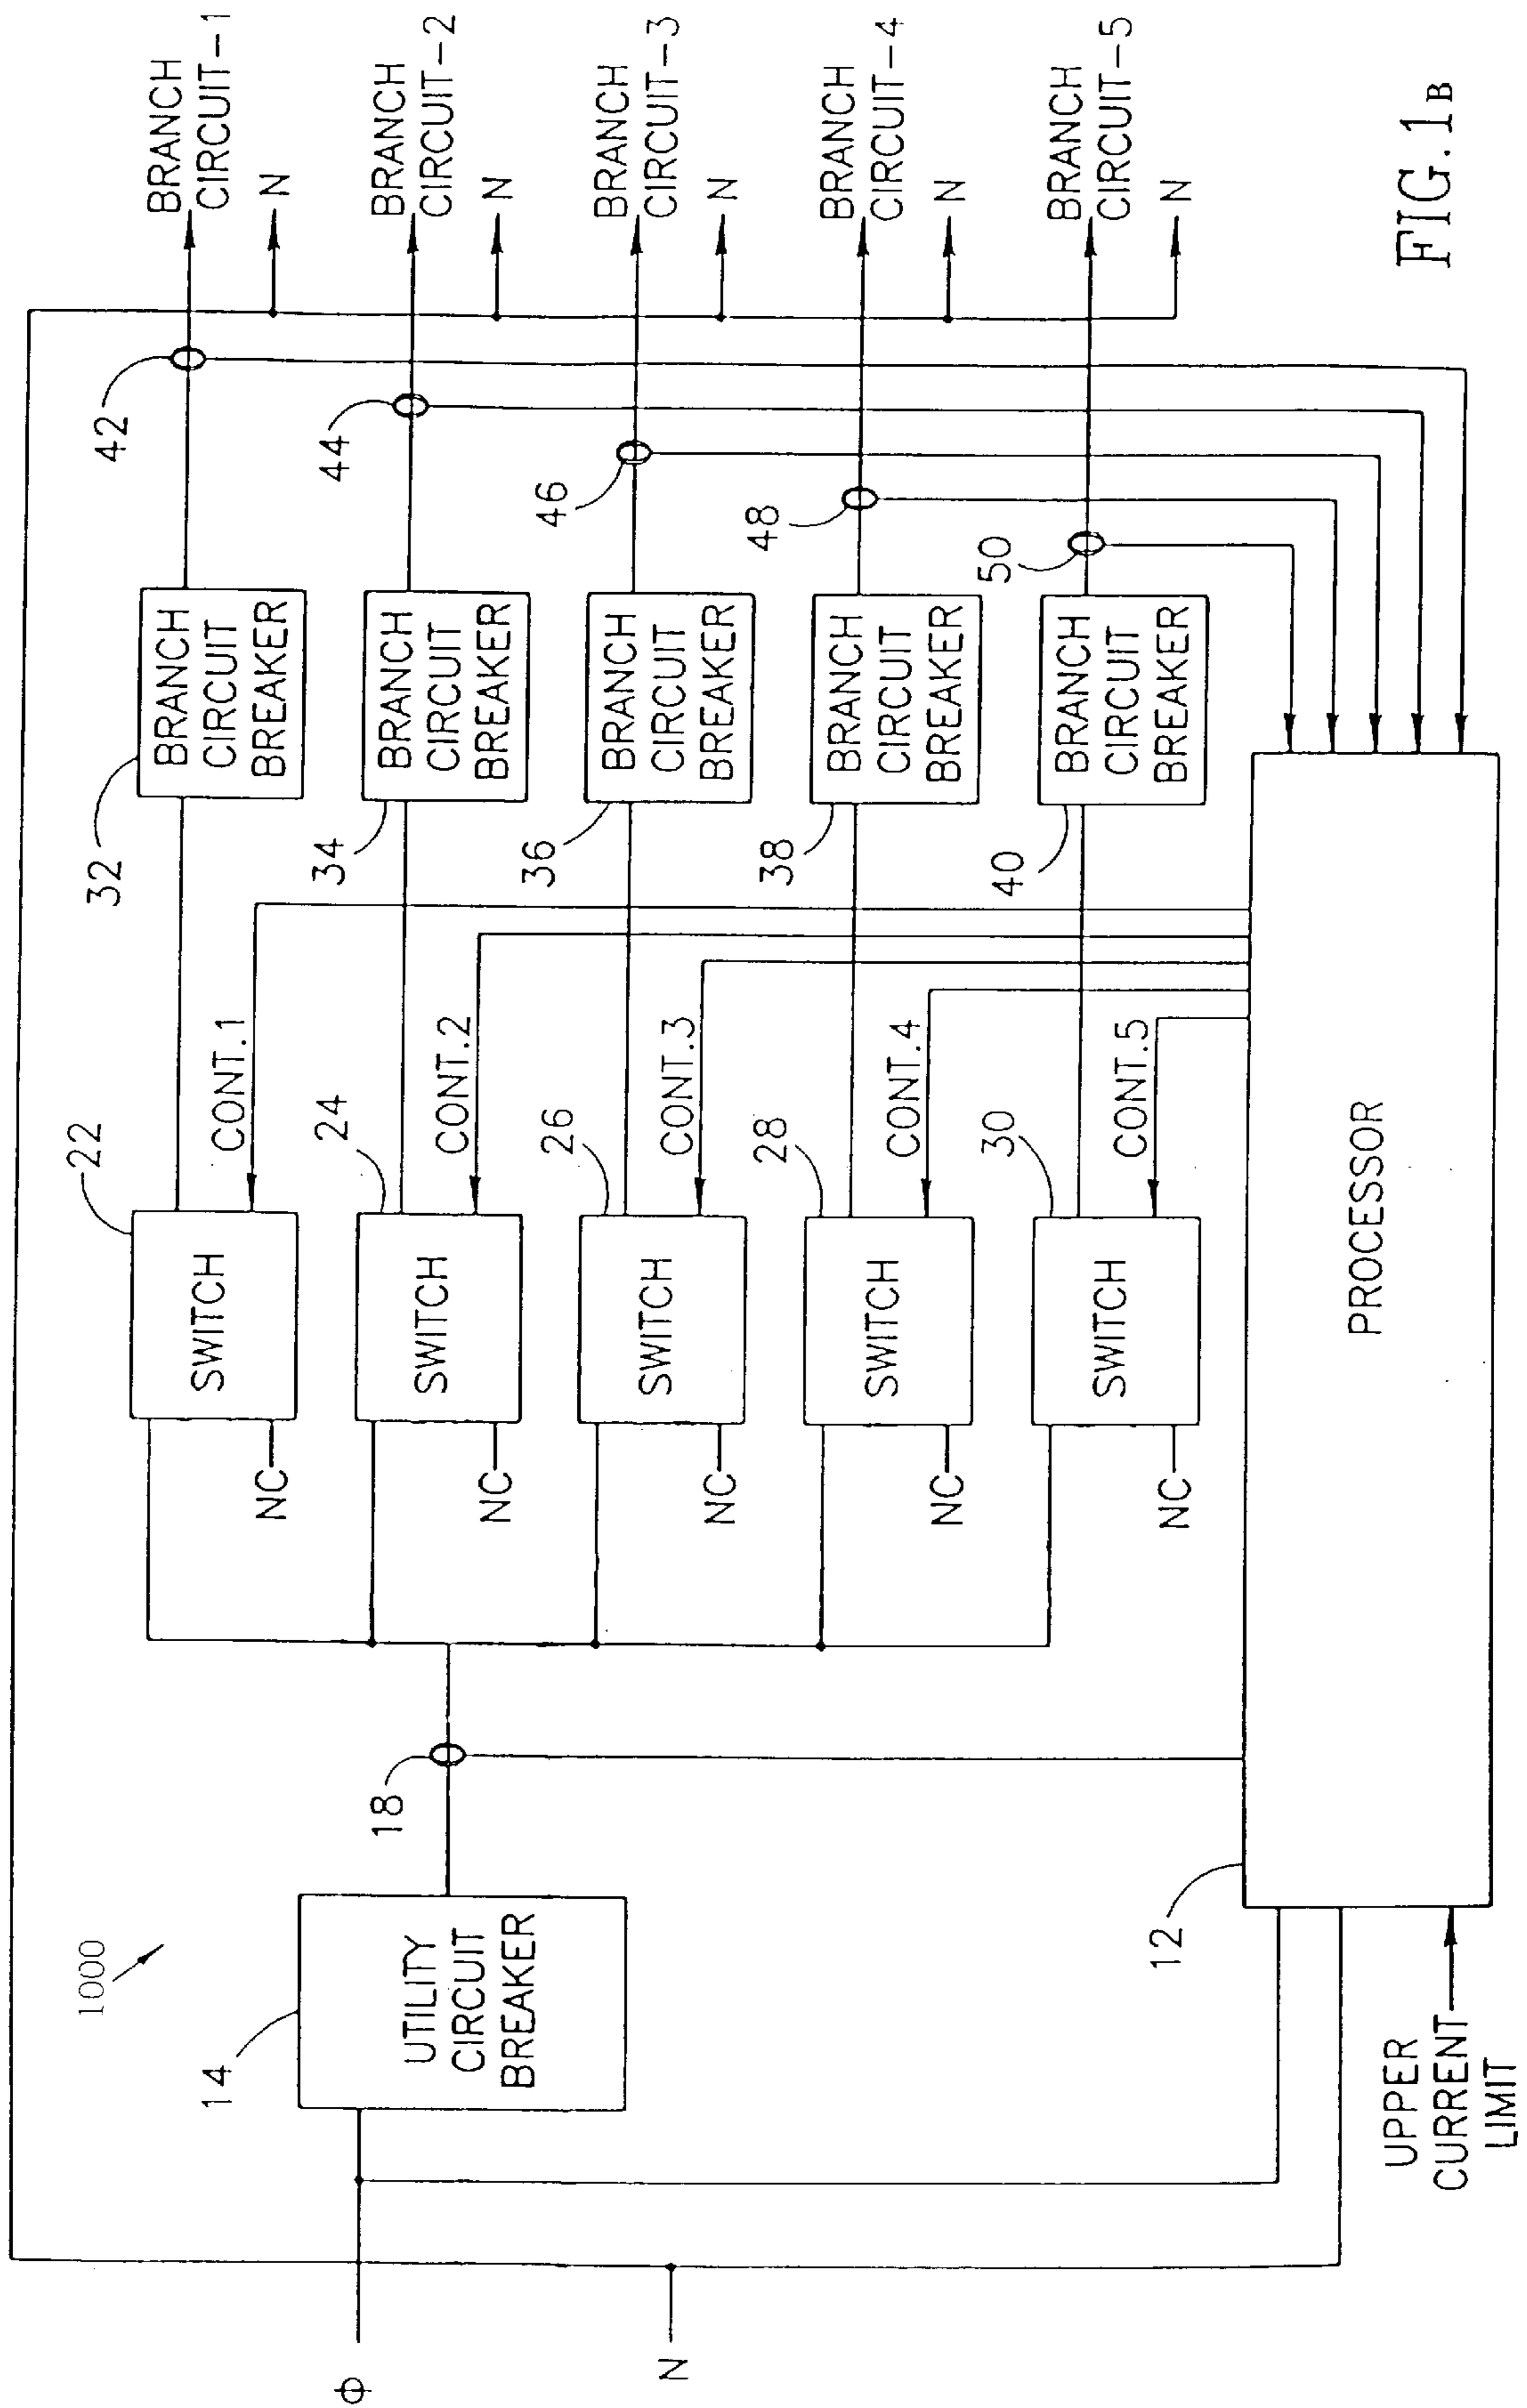 1000
14
UTILITY
CIRCUIT
BREAKER
18
Φ
N
22
SWITCH
NC
CONT.1
32
BRANCH
CIRCUIT
BREAKER
42
BRANCH
CIRCUIT-1
N
24
SWITCH
NC
CONT.2
34
BRANCH
CIRCUIT
BREAKER
44
BRANCH
CIRCUIT-2
N
26
SWITCH
NC
CONT.3
36
BRANCH
CIRCUIT
BREAKER
46
BRANCH
CIRCUIT-3
N
28
SWITCH
NC
CONT.4
38
BRANCH
CIRCUIT
BREAKER
48
BRANCH
CIRCUIT-4
N
30
SWITCH
NC
CONT.5
40
BRANCH
CIRCUIT
BREAKER
50
BRANCH
CIRCUIT-5
N
12
PROCESSOR
UPPER
CURRENT
LIMIT
FIG.1B